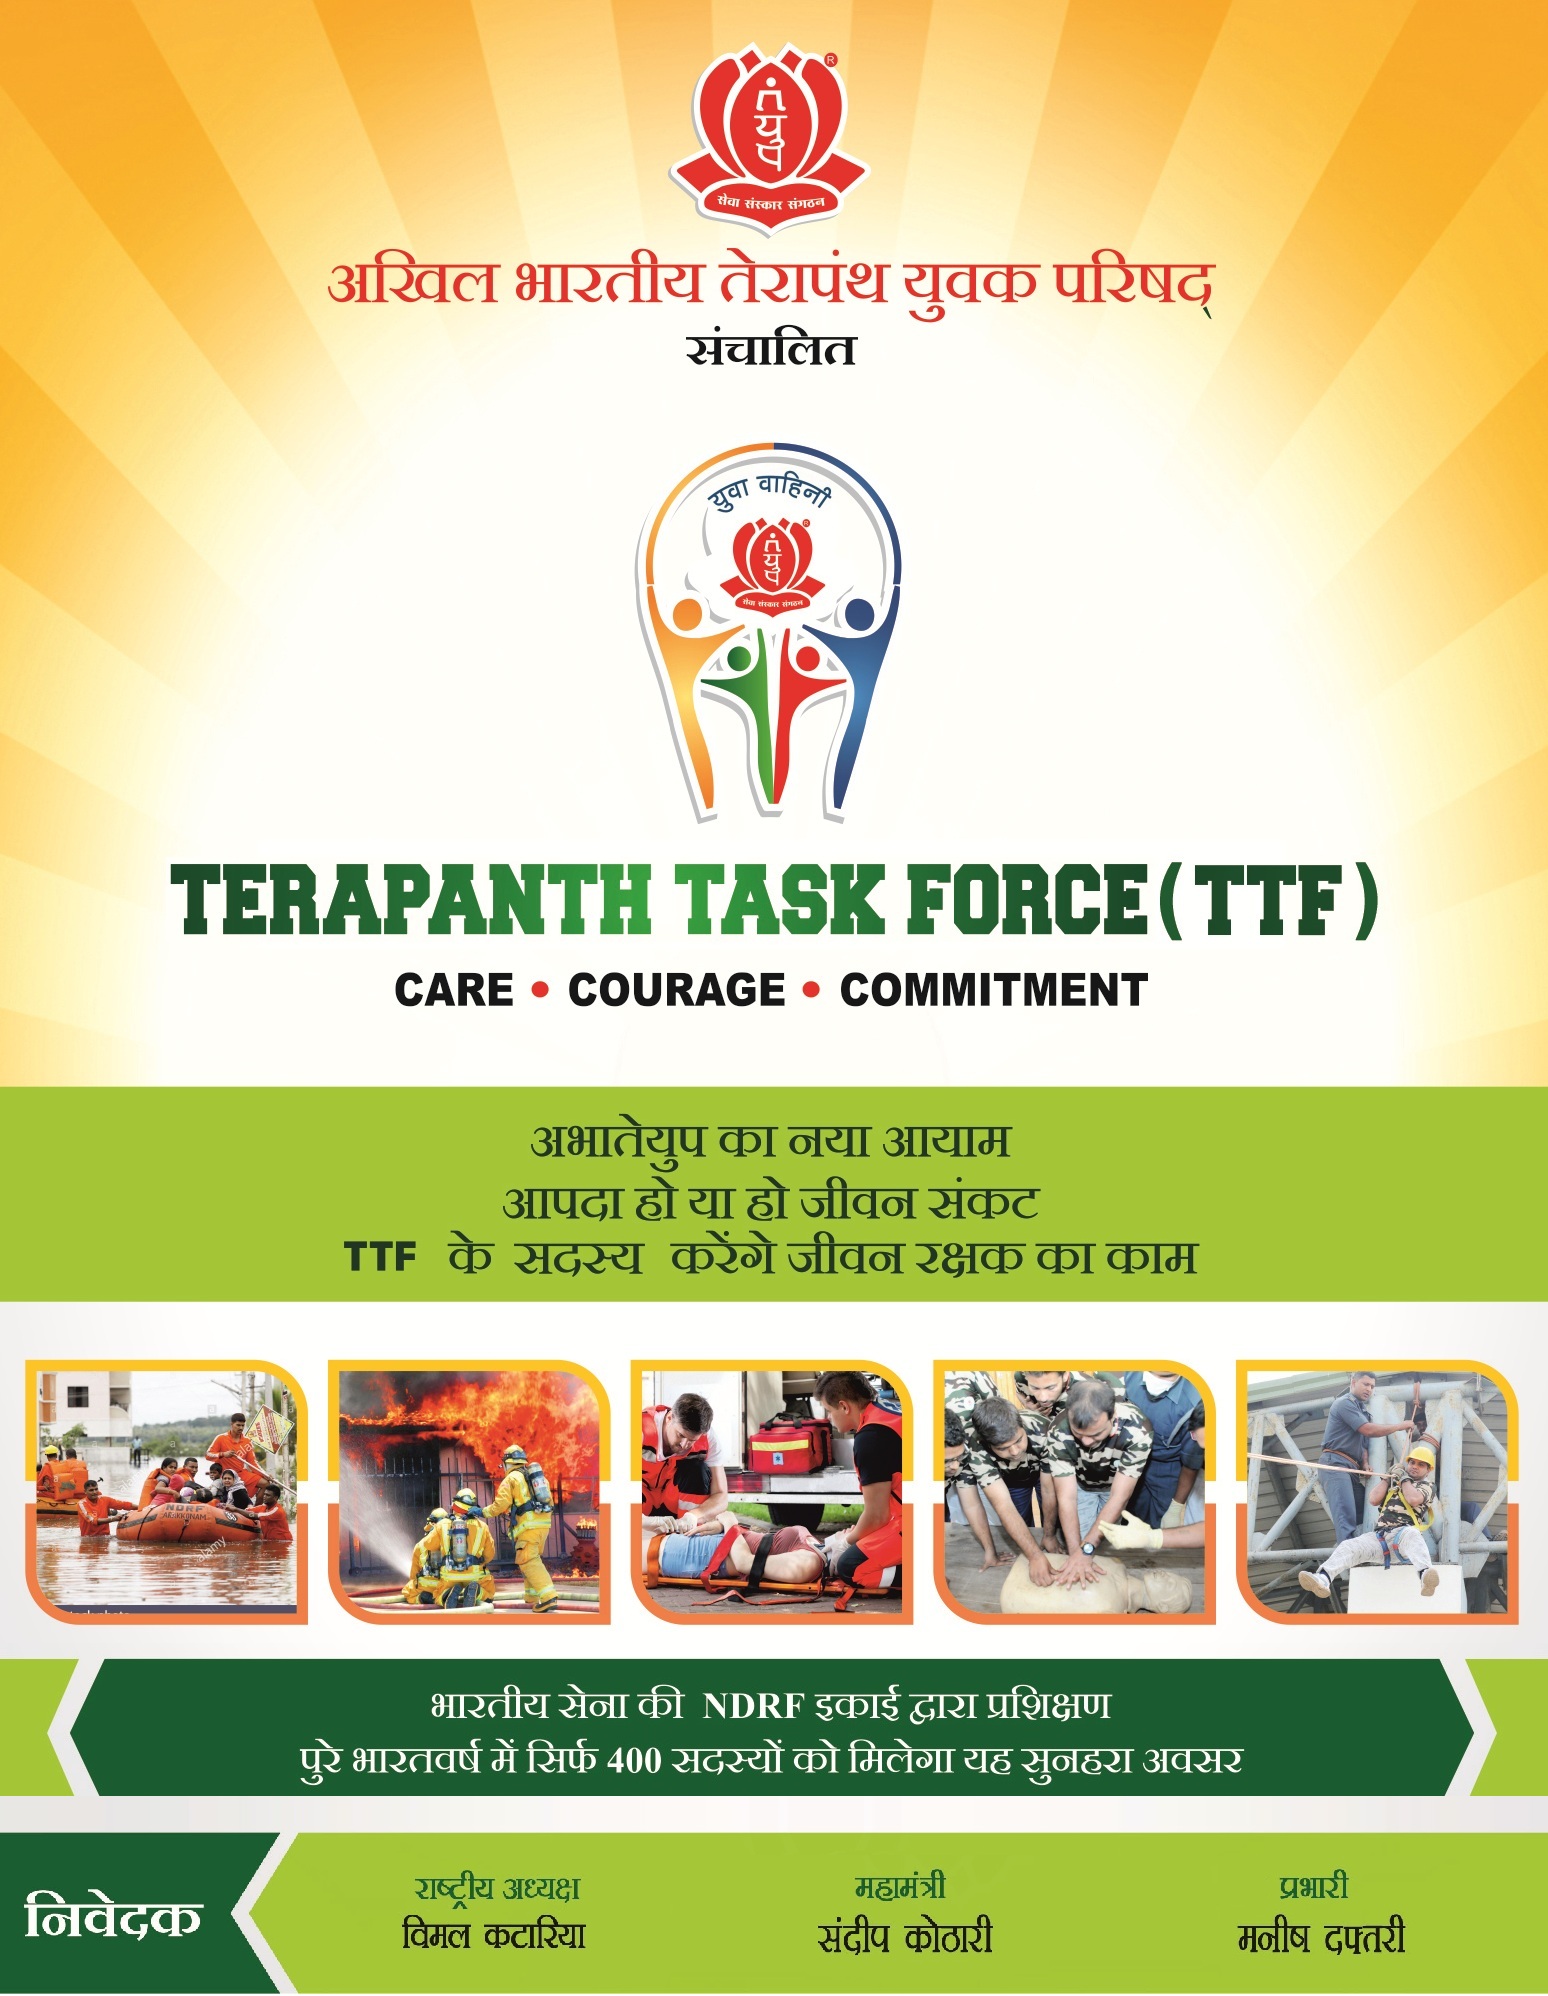 सेवा संस्कार संगठन
अखिल भारतीय तेरापंथ युवक परिषद्
संचालित
युवा वाहिनी
सेवा संस्कार संगठन
TERAPANTH TASK FORCE (TTF)
CARE • COURAGE • COMMITMENT
अभातेयुप का नया आयाम
आपदा हो या हो जीवन संकट
TTF के सदस्य करेंगे जीवन रक्षक का काम
NDRF
alamy
भारतीय सेना की NDRF इकाई द्वारा प्रशिक्षण
पुरे भारतवर्ष में सिर्फ 400 सदस्यों को मिलेगा यह सुनहरा अवसर
निवेदक
राष्ट्रीय अध्यक्ष
विमल कटारिया
महामंत्री
संदीप कोठारी
प्रभारी
मनीष दफ्तरी